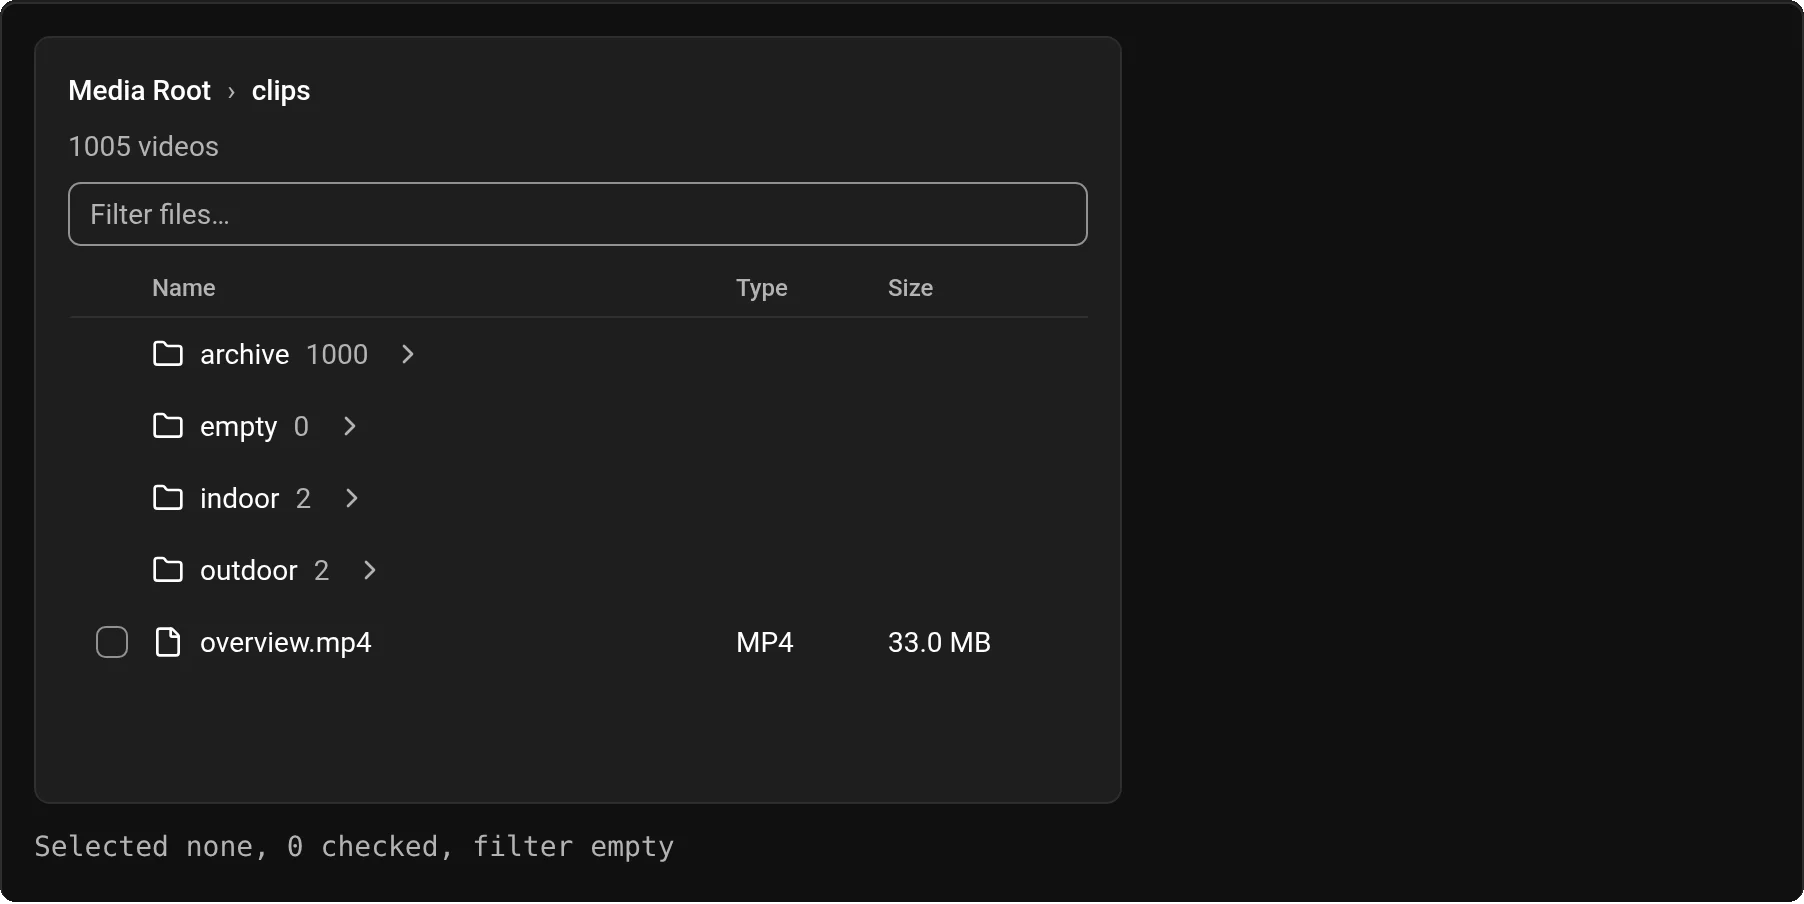 Media Root › clips
1005 videos
Filter files…
Name Type Size
archive 1000 >
empty 0 >
indoor 2 >
outdoor 2 >
overview.mp4 MP4 33.0 MB
Selected none, 0 checked, filter empty